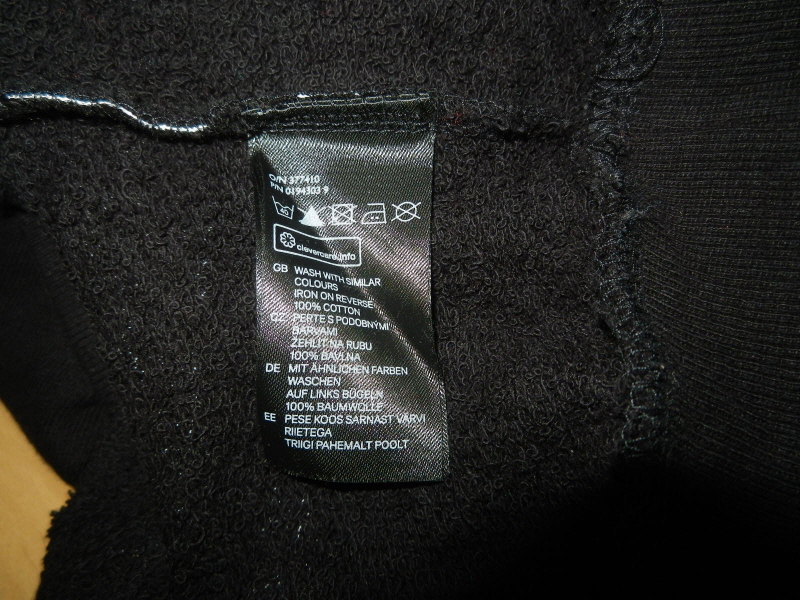 O/N 377410
P/N 0194303 9
40
clevercare.info
GB WASH WITH SIMILAR
COLOURS
IRON ON REVERSE
100% COTTON
CZ PERTE S PODOBNÝMI
BARVAMI
ŽEHLIT NA RUBU
100% BAVLNA
DE MIT ÄHNLICHEN FARBEN
WASCHEN
AUF LINKS BÜGELN
100% BAUMWOLLE
EE PESE KOOS SARNAST VÄRVI
RIIETEGA
TRIIGI PAHEMALT POOLT